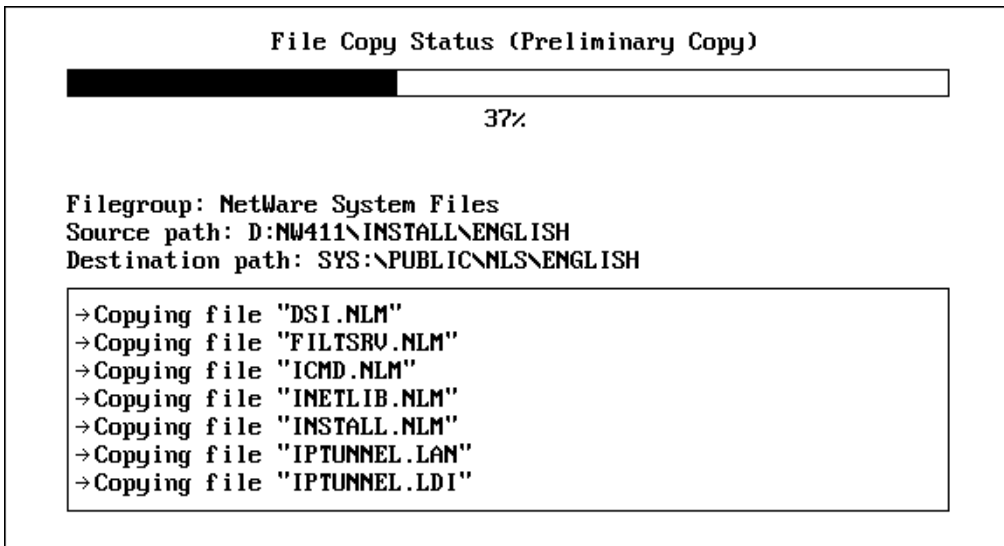 File Copy Status (Preliminary Copy)
37%
Filegroup: NetWare System Files
Source path: D:NW411\INSTALL\ENGLISH
Destination path: SYS:\PUBLIC\NLS\ENGLISH
→Copying file "DSI.NLM"
→Copying file "FILTSRV.NLM"
→Copying file "ICMD.NLM"
→Copying file "INETLIB.NLM"
→Copying file "INSTALL.NLM"
→Copying file "IPTUNNEL.LAN"
→Copying file "IPTUNNEL.LDI"